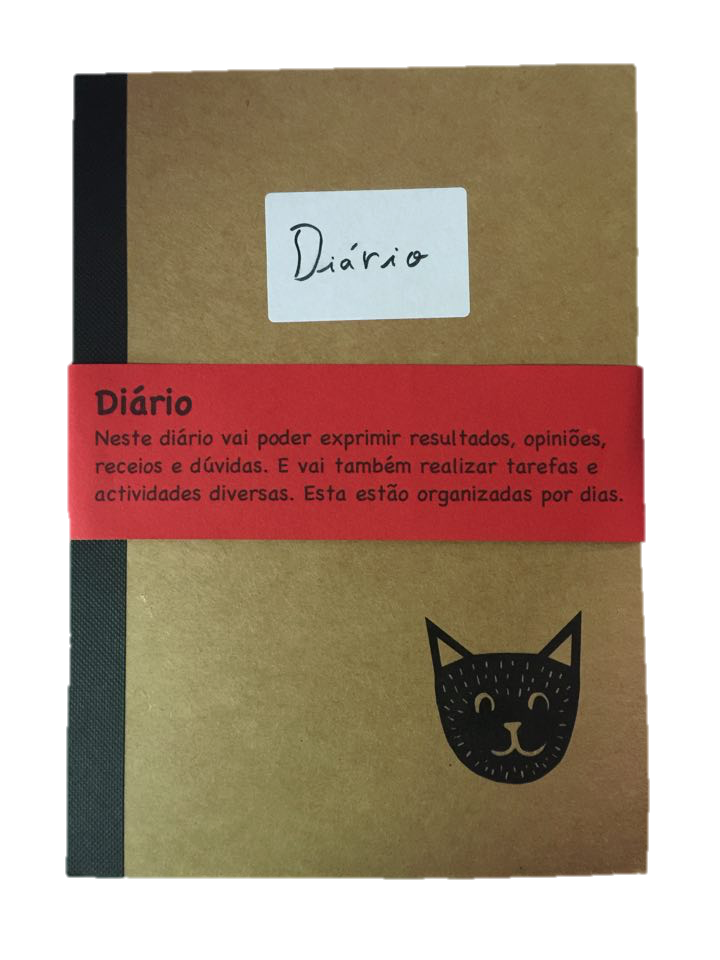 Diário
Diário
Neste diário vai poder exprimir resultados, opiniões,
receios e dúvidas. E vai também realizar tarefas e
actividades diversas. Esta estão organizadas por dias.